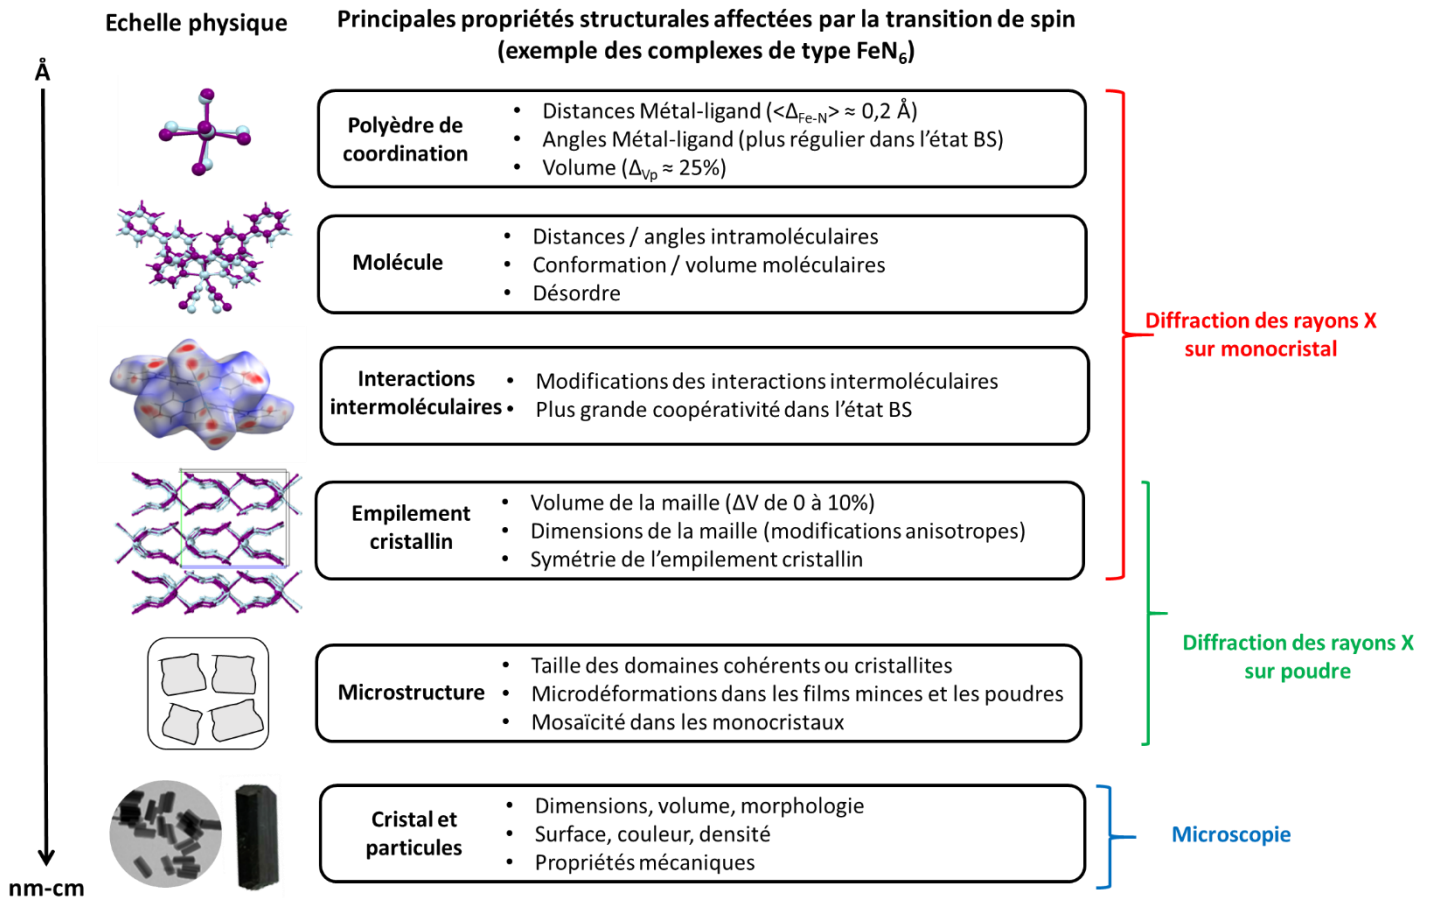 Echelle physique
Principales propriétés structurales affectées par la transition de spin
(exemple des complexes de type FeN₆)
Å
Polyèdre de
coordination
• Distances Métal-ligand (<Δ_Fe-N> ≈ 0,2 Å)
• Angles Métal-ligand (plus régulier dans l'état BS)
• Volume (Δ_Vp ≈ 25%)
Molécule
• Distances / angles intramoléculaires
• Conformation / volume moléculaires
• Désordre
Diffraction des rayons X
sur monocristal
Interactions
intermoléculaires
• Modifications des interactions intermoléculaires
• Plus grande coopérativité dans l'état BS
Empilement
cristallin
• Volume de la maille (ΔV de 0 à 10%)
• Dimensions de la maille (modifications anisotropes)
• Symétrie de l'empilement cristallin
Diffraction des rayons X
sur poudre
Microstructure
• Taille des domaines cohérents ou cristallites
• Microdéformations dans les films minces et les poudres
• Mosaïcité dans les monocristaux
Cristal et
particules
• Dimensions, volume, morphologie
• Surface, couleur, densité
• Propriétés mécaniques
Microscopie
nm-cm